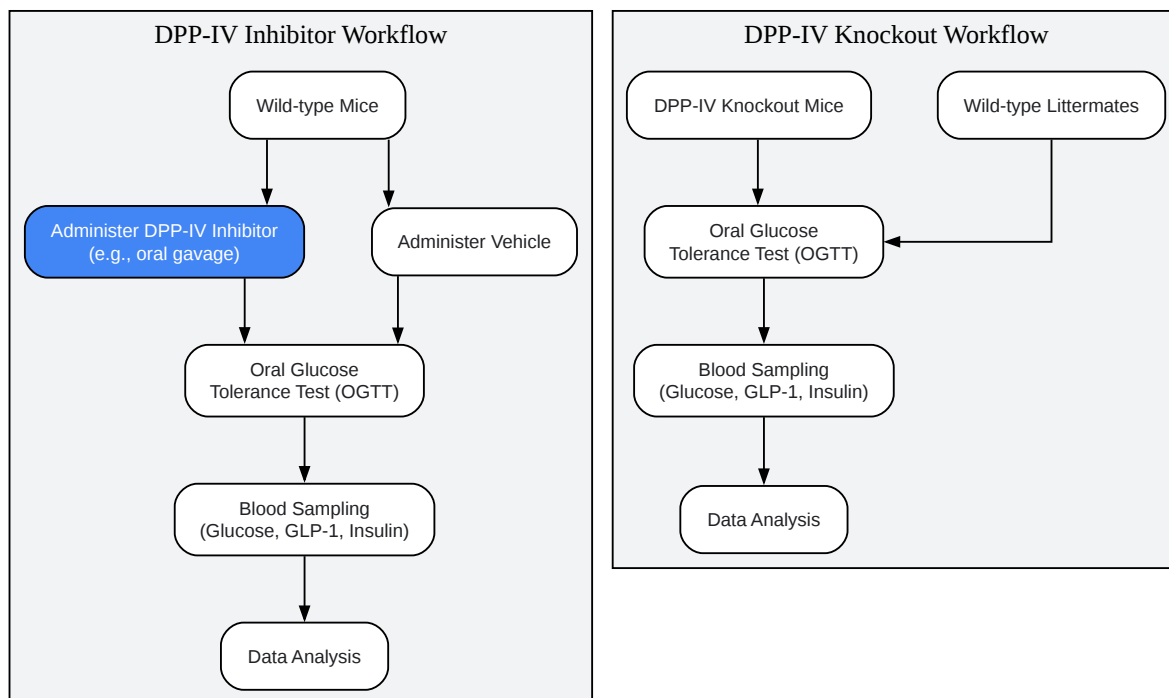 DPP-IV Inhibitor Workflow
Wild-type Mice
Administer DPP-IV Inhibitor
(e.g., oral gavage)
Administer Vehicle
Oral Glucose
Tolerance Test (OGTT)
Blood Sampling
(Glucose, GLP-1, Insulin)
Data Analysis
DPP-IV Knockout Workflow
DPP-IV Knockout Mice
Wild-type Littermates
Oral Glucose
Tolerance Test (OGTT)
Blood Sampling
(Glucose, GLP-1, Insulin)
Data Analysis